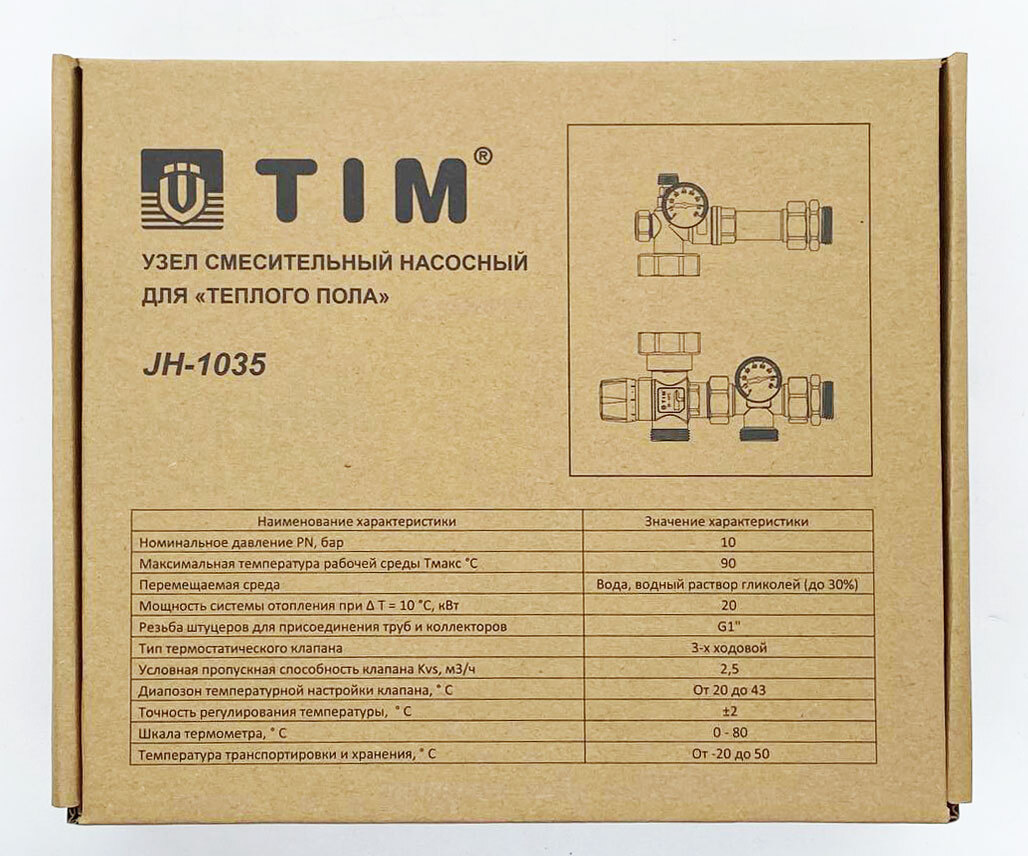 TIM®
УЗЕЛ СМЕСИТЕЛЬНЫЙ НАСОСНЫЙ
ДЛЯ «ТЕПЛОГО ПОЛА»
JH-1035
TIM
Наименование характеристики Значение характеристики
Номинальное давление PN, бар 10
Максимальная температура рабочей среды Tмакс °C 90
Перемещаемая среда Вода, водный раствор гликолей (до 30%)
Мощность системы отопления при Δ T = 10 °C, кВт 20
Резьба штуцеров для присоединения труб и коллекторов G1"
Тип термостатического клапана 3-х ходовой
Условная пропускная способность клапана Kvs, м3/ч 2,5
Диапазон температурной настройки клапана, ° C От 20 до 43
Точность регулирования температуры, ° C ±2
Шкала термометра, ° C 0 - 80
Температура транспортировки и хранения, ° C От -20 до 50